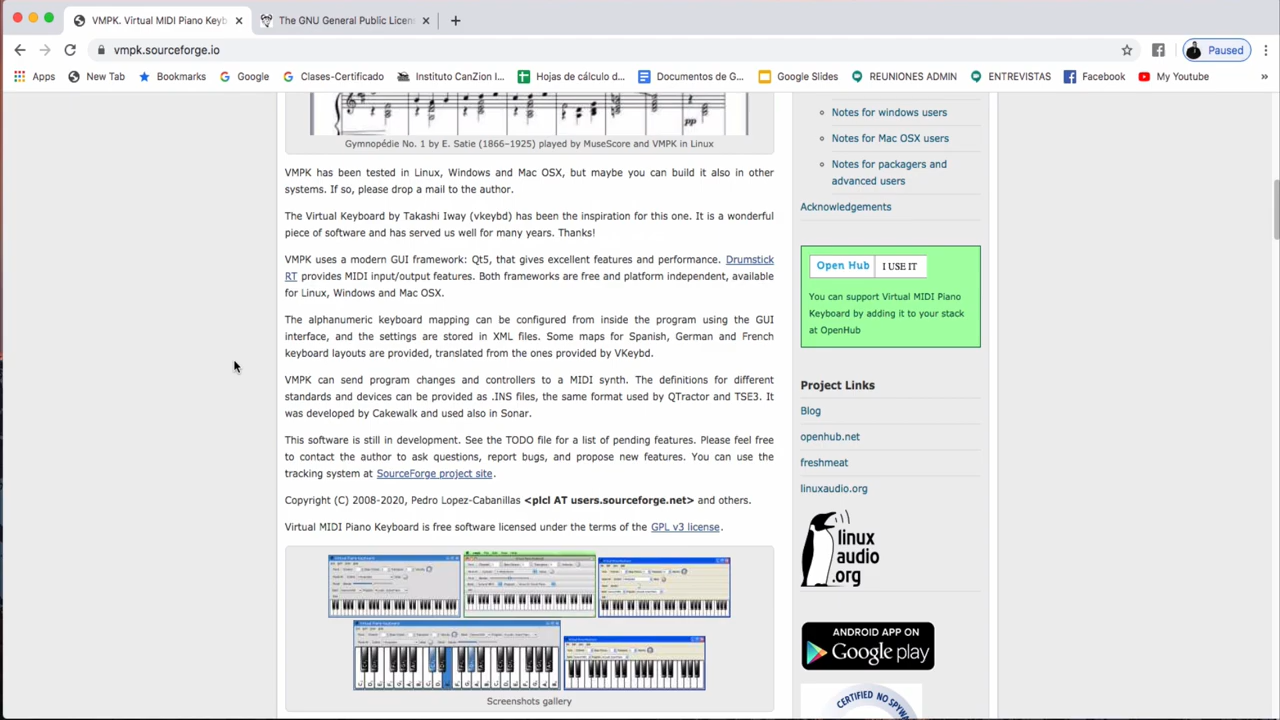 VMPK. Virtual MIDI Piano Keyb
The GNU General Public Licens
vmpk.sourceforge.io
Paused
Apps
New Tab
Bookmarks
Google
Clases-Certificado
Instituto CanZion I...
Hojas de cálculo d...
Documentos de G...
Google Slides
REUNIONES ADMIN
ENTREVISTAS
Facebook
My Youtube
»
pp
Gymnopédie No. 1 by E. Satie (1866–1925) played by MuseScore and VMPK in Linux
VMPK has been tested in Linux, Windows and Mac OSX, but maybe you can build it also in other
systems. If so, please drop a mail to the author.
The Virtual Keyboard by Takashi Iway (vkeybd) has been the inspiration for this one. It is a wonderful
piece of software and has served us well for many years. Thanks!
VMPK uses a modern GUI framework: Qt5, that gives excellent features and performance. Drumstick
RT provides MIDI input/output features. Both frameworks are free and platform independent, available
for Linux, Windows and Mac OSX.
The alphanumeric keyboard mapping can be configured from inside the program using the GUI
interface, and the settings are stored in XML files. Some maps for Spanish, German and French
keyboard layouts are provided, translated from the ones provided by VKeybd.
VMPK can send program changes and controllers to a MIDI synth. The definitions for different
standards and devices can be provided as .INS files, the same format used by QTractor and TSE3. It
was developed by Cakewalk and used also in Sonar.
This software is still in development. See the TODO file for a list of pending features. Please feel free
to contact the author to ask questions, report bugs, and propose new features. You can use the
tracking system at SourceForge project site.
Copyright (C) 2008-2020, Pedro Lopez-Cabanillas <plcl AT users.sourceforge.net> and others.
Virtual MIDI Piano Keyboard is free software licensed under the terms of the GPL v3 license.
Screenshots gallery
Notes for windows users
Notes for Mac OSX users
Notes for packagers and
advanced users
Acknowledgements
Open Hub I USE IT
You can support Virtual MIDI Piano
Keyboard by adding it to your stack
at OpenHub
Project Links
Blog
openhub.net
freshmeat
linuxaudio.org
linux
audio
.org
ANDROID APP ON
Google play
CERTIFIED NO SPYWA